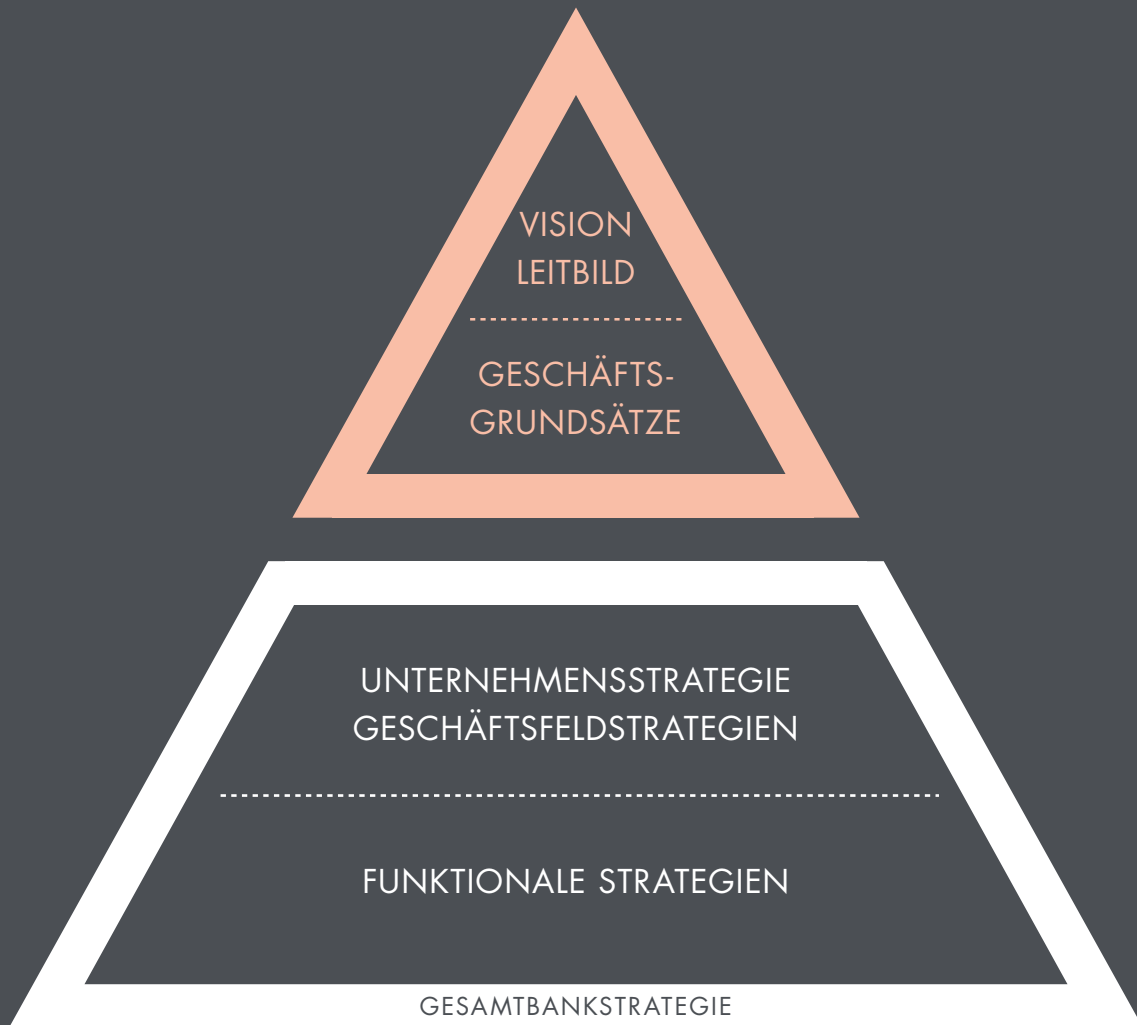 VISION
LEITBILD
GESCHÄFTS-
GRUNDSÄTZE
UNTERNEHMENSSTRATEGIE
GESCHÄFTSFELDSTRATEGIEN
FUNKTIONALE STRATEGIEN
GESAMTBANKSTRATEGIE